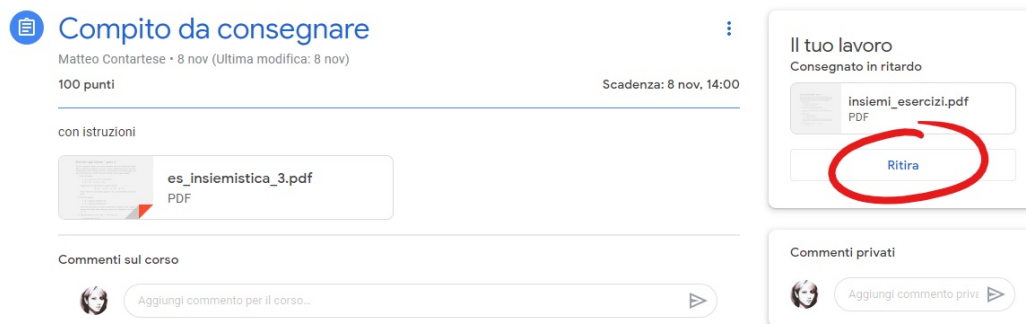 Compito da consegnare
Matteo Contartese • 8 nov (Ultima modifica: 8 nov)
100 punti
Scadenza: 8 nov, 14:00
con istruzioni
es_insiemistica_3.pdf
PDF
Commenti sul corso
Aggiungi commento per il corso...
Il tuo lavoro
Consegnato in ritardo
insiemi_esercizi.pdf
PDF
Ritira
Commenti privati
Aggiungi commento priva